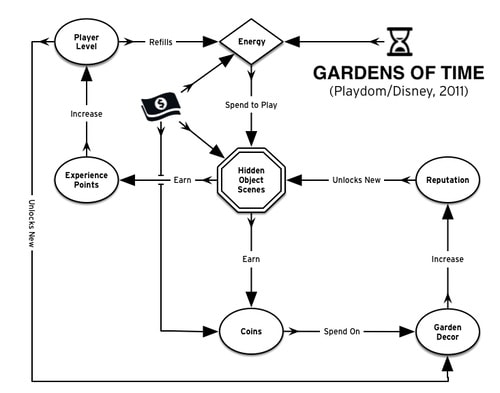 Player
Level
Refills
Energy
GARDENS OF TIME
(Playdom/Disney, 2011)
$
Spend to Play
Increase
Experience
Points
Earn
Hidden
Object
Scenes
Unlocks New
Reputation
Unlocks New
Earn
Increase
Coins
Spend On
Garden
Decor